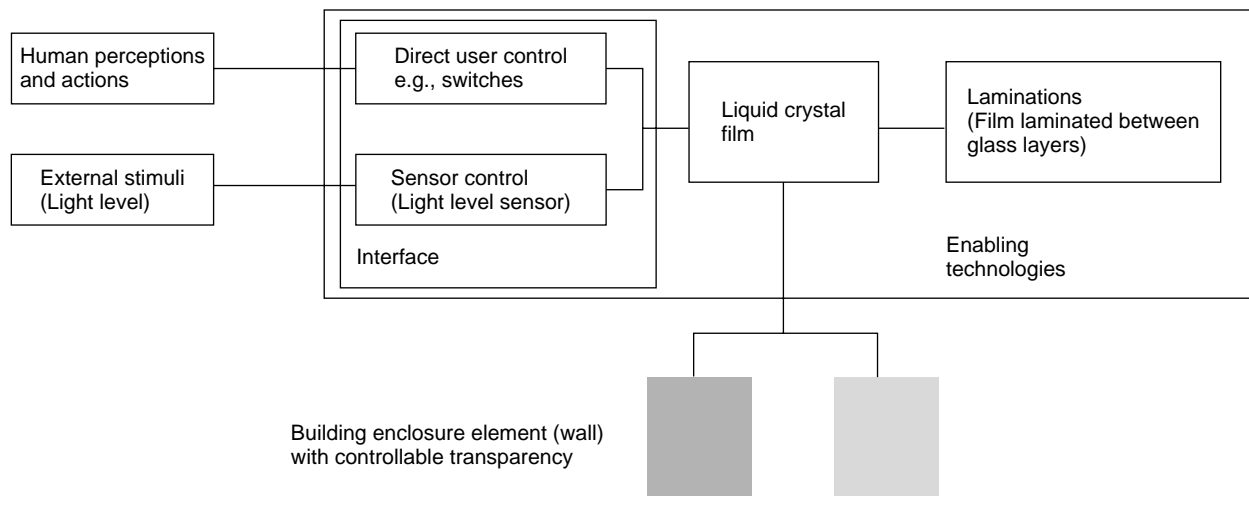 Human perceptions
and actions
Direct user control
e.g., switches
Liquid crystal
film
Laminations
(Film laminated between
glass layers)
External stimuli
(Light level)
Sensor control
(Light level sensor)
Interface
Enabling
technologies
Building enclosure element (wall)
with controllable transparency